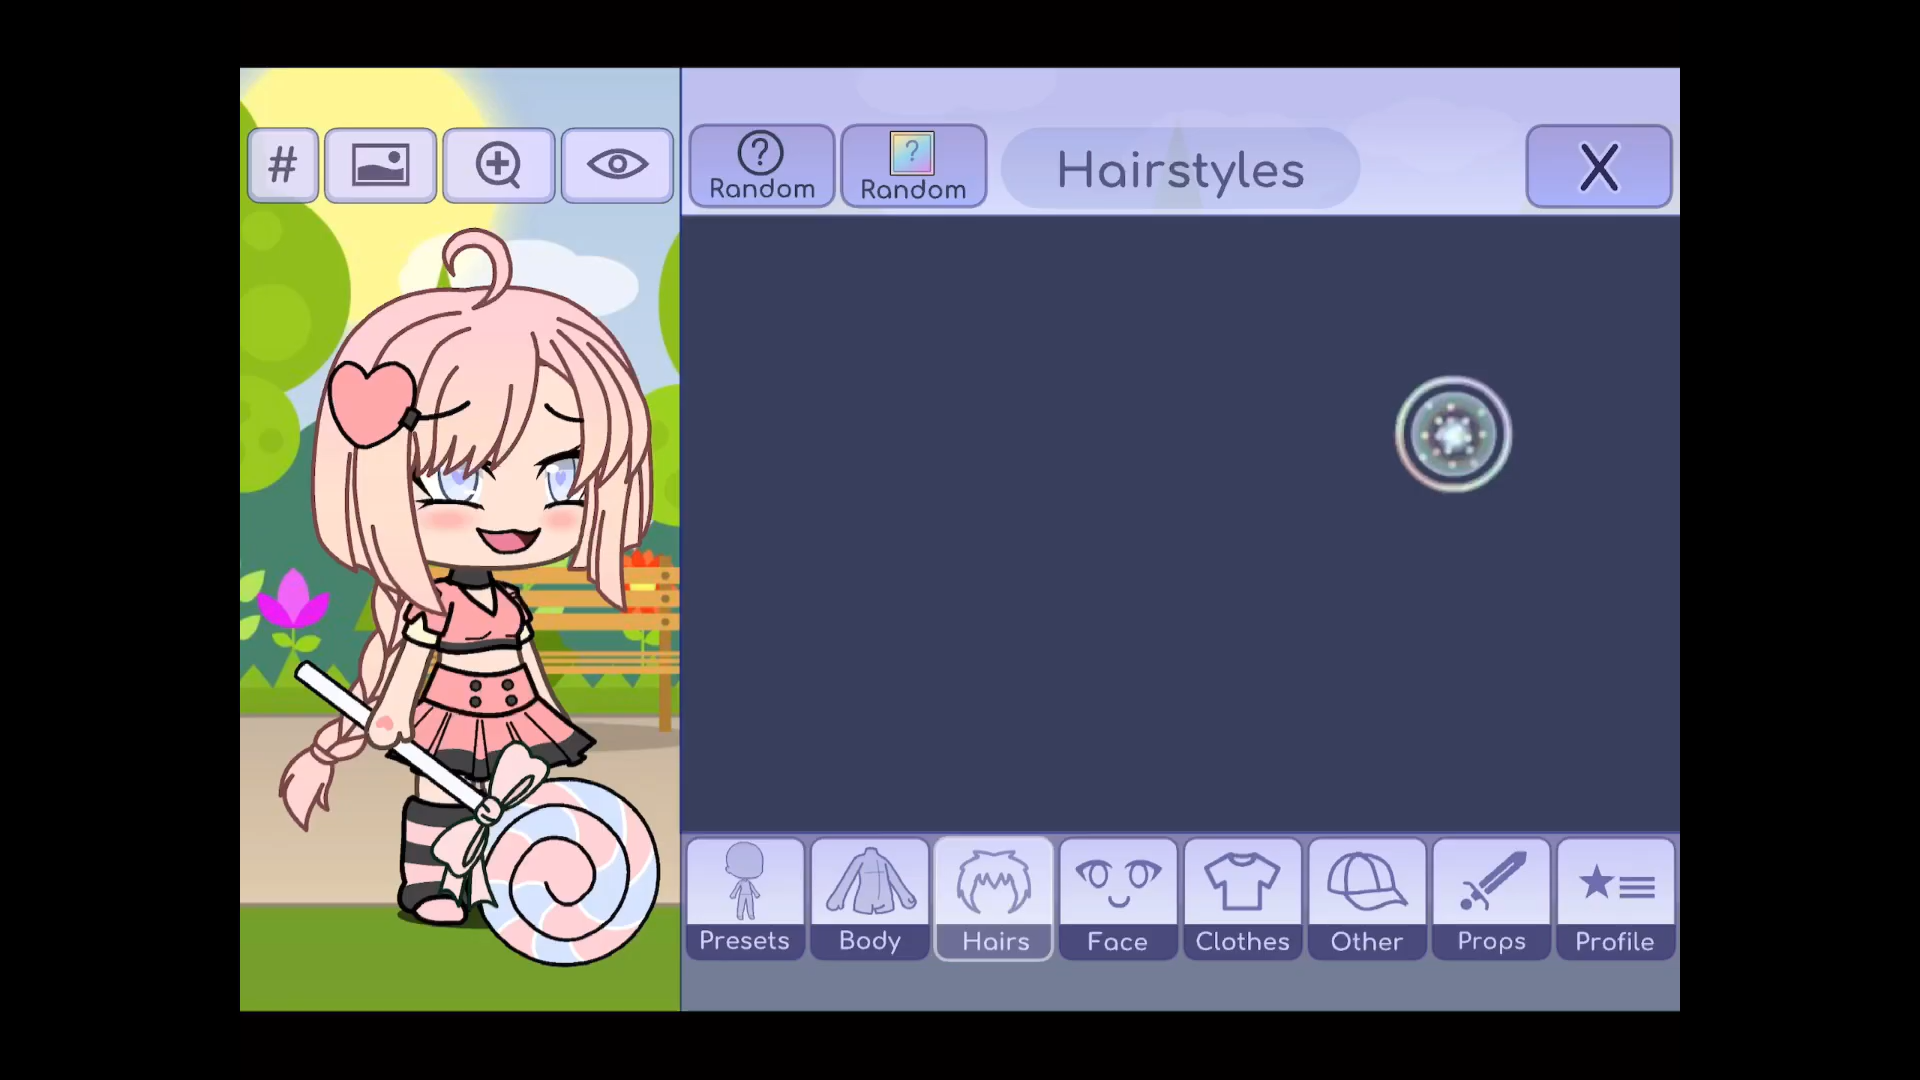 #
? Random
? Random
Hairstyles
X
Presets
Body
Hairs
Face
Clothes
Other
Props
Profile